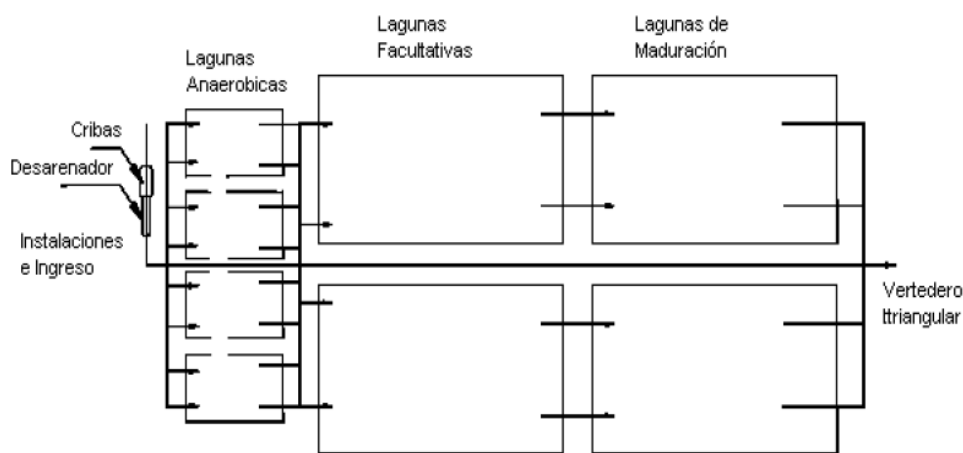 Lagunas
Facultativas
Lagunas de
Maduración
Lagunas
Anaerobicas
Cribas
Desarenador
Instalaciones
e Ingreso
Vertedero
ttriangular